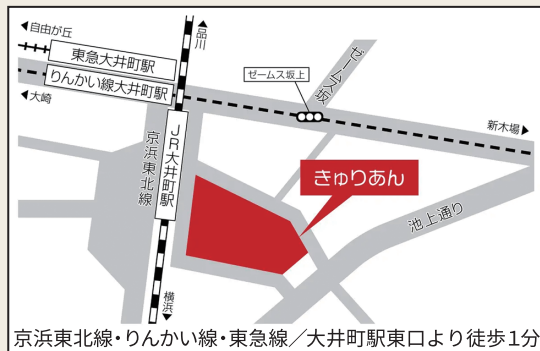 ◀自由が丘
東急大井町駅
りんかい線大井町駅
◀大崎
▲品川
ゼームス坂
ゼームス坂上
新木場▶
JR大井町駅
京浜東北線
きゅりあん
池上通り
横浜▼
京浜東北線・りんかい線・東急線／大井町駅東口より徒歩1分